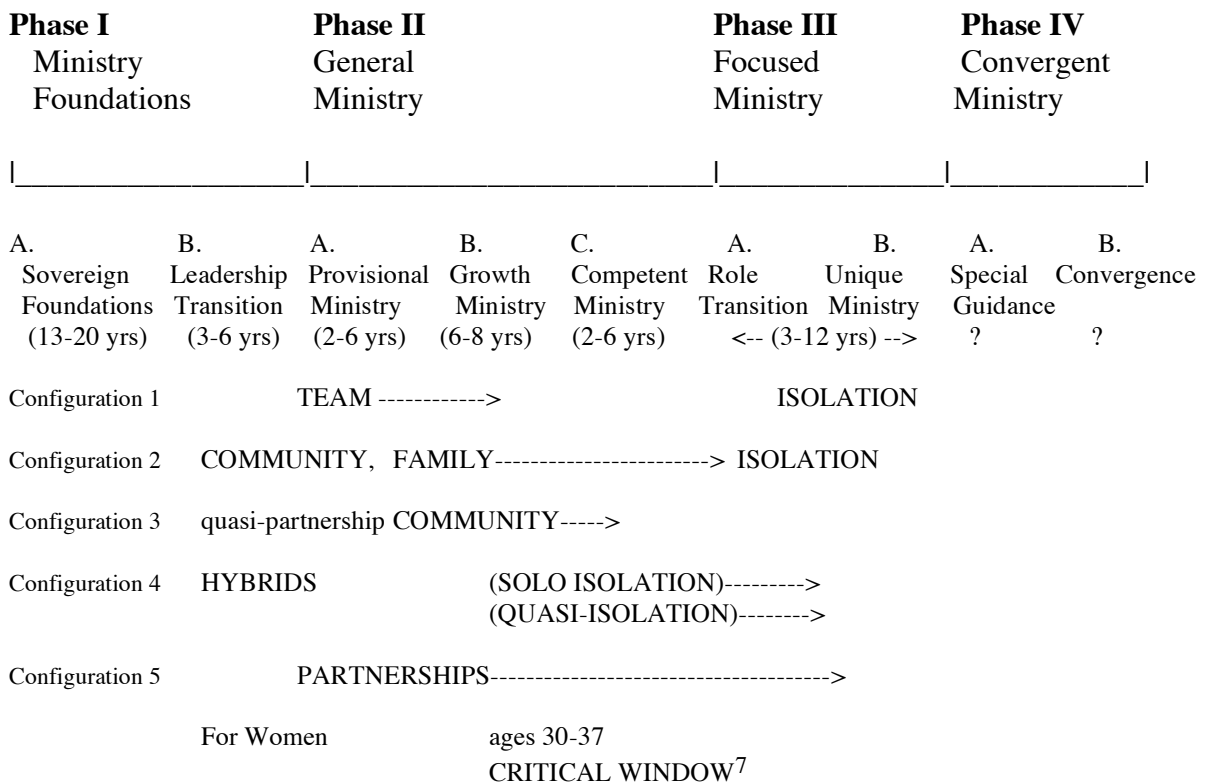 Phase I Phase II Phase III Phase IV
Ministry General Focused Convergent
Foundations Ministry Ministry Ministry
|__________________|_________________________|______________|____________|
A. B. A. B. C. A. B. A. B.
Sovereign Leadership Provisional Growth Competent Role Unique Special Convergence
Foundations Transition Ministry Ministry Ministry Transition Ministry Guidance
(13-20 yrs) (3-6 yrs) (2-6 yrs) (6-8 yrs) (2-6 yrs) <-- (3-12 yrs) --> ? ?
Configuration 1 TEAM ------------> ISOLATION
Configuration 2 COMMUNITY, FAMILY------------------------> ISOLATION
Configuration 3 quasi-partnership COMMUNITY----->
Configuration 4 HYBRIDS (SOLO ISOLATION)--------->
(QUASI-ISOLATION)-------->
Configuration 5 PARTNERSHIPS-------------------------------------->
For Women ages 30-37
CRITICAL WINDOW7